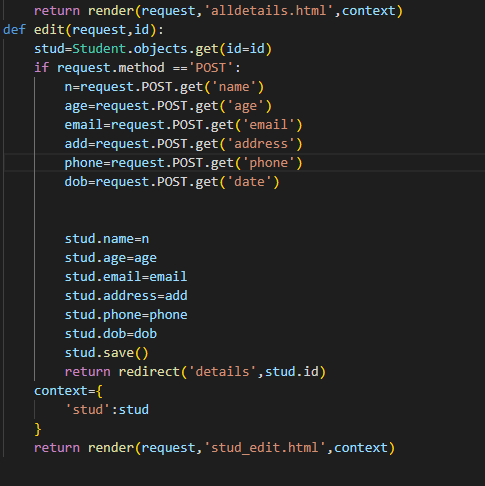 return render(request,'alldetails.html',context)
def edit(request,id):
    stud=Student.objects.get(id=id)
    if request.method =='POST':
        n=request.POST.get('name')
        age=request.POST.get('age')
        email=request.POST.get('email')
        add=request.POST.get('address')
        phone=request.POST.get('phone')
        dob=request.POST.get('date')
        stud.name=n
        stud.age=age
        stud.email=email
        stud.address=add
        stud.phone=phone
        stud.dob=dob
        stud.save()
        return redirect('details',stud.id)
    context={
        'stud':stud
    }
    return render(request,'stud_edit.html',context)